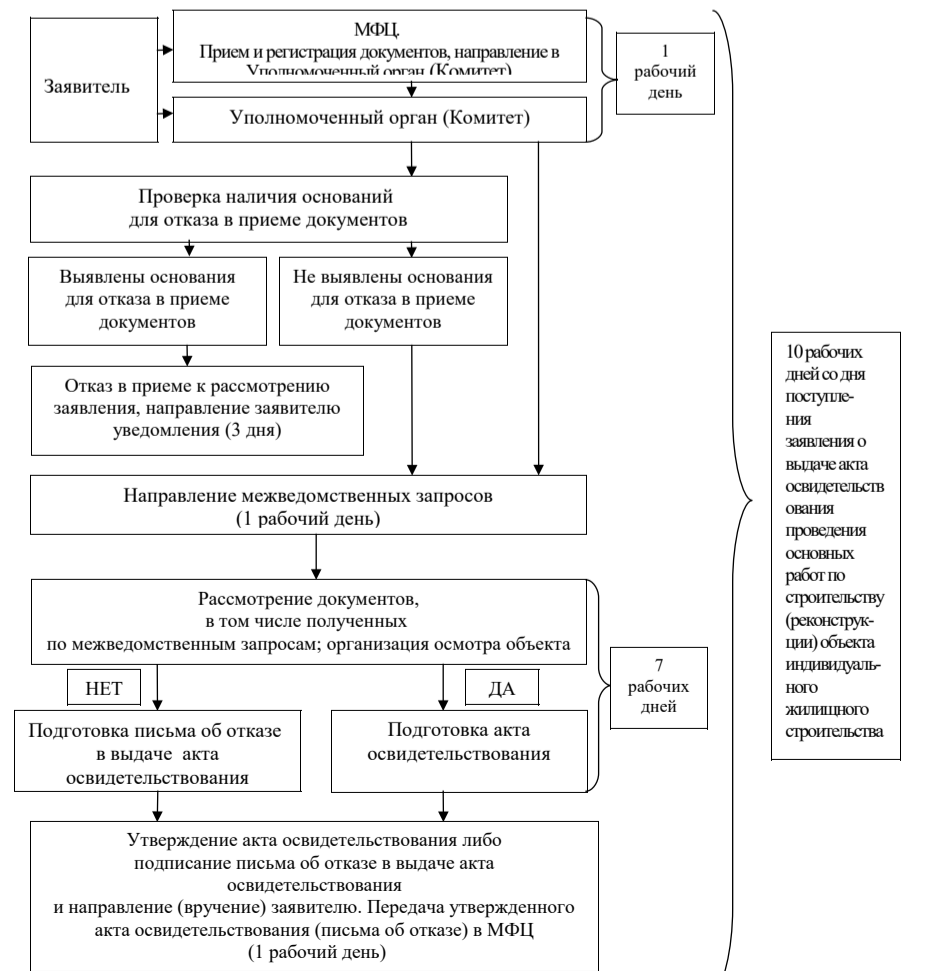 МФЦ.
Прием и регистрация документов, направление в
Уполномоченный орган (Комитет)
Заявитель
1
рабочий
день
Уполномоченный орган (Комитет)
Проверка наличия оснований
для отказа в приеме документов
Выявлены основания
для отказа в приеме
документов
Не выявлены основания
для отказа в приеме
документов
Отказ в приеме к рассмотрению
заявления, направление заявителю
уведомления (3 дня)
Направление межведомственных запросов
(1 рабочий день)
Рассмотрение документов,
в том числе полученных
по межведомственным запросам; организация осмотра объекта
НЕТ
ДА
7
рабочих
дней
Подготовка письма об отказе
в выдаче акта
освидетельствования
Подготовка акта
освидетельствования
Утверждение акта освидетельствования либо
подписание письма об отказе в выдаче акта
освидетельствования
и направление (вручение) заявителю. Передача утвержденного
акта освидетельствования (письма об отказе) в МФЦ
(1 рабочий день)
10 рабочих
дней со дня
поступле-
ния
заявления о
выдаче акта
освидетельств
ования
проведения
основных
работ по
строительству
(реконструк-
ции) объекта
индивидуаль-
ного
жилищного
строительства